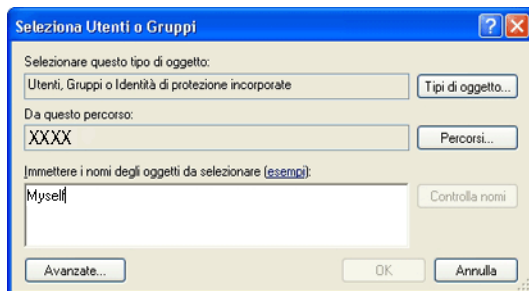 Seleziona Utenti o Gruppi
Selezionare questo tipo di oggetto:
Utenti, Gruppi o Identità di protezione incorporate
Tipi di oggetto...
Da questo percorso:
XXXX
Percorsi...
Immettere i nomi degli oggetti da selezionare (esempi):
Myself
Controlla nomi
Avanzate...
OK
Annulla